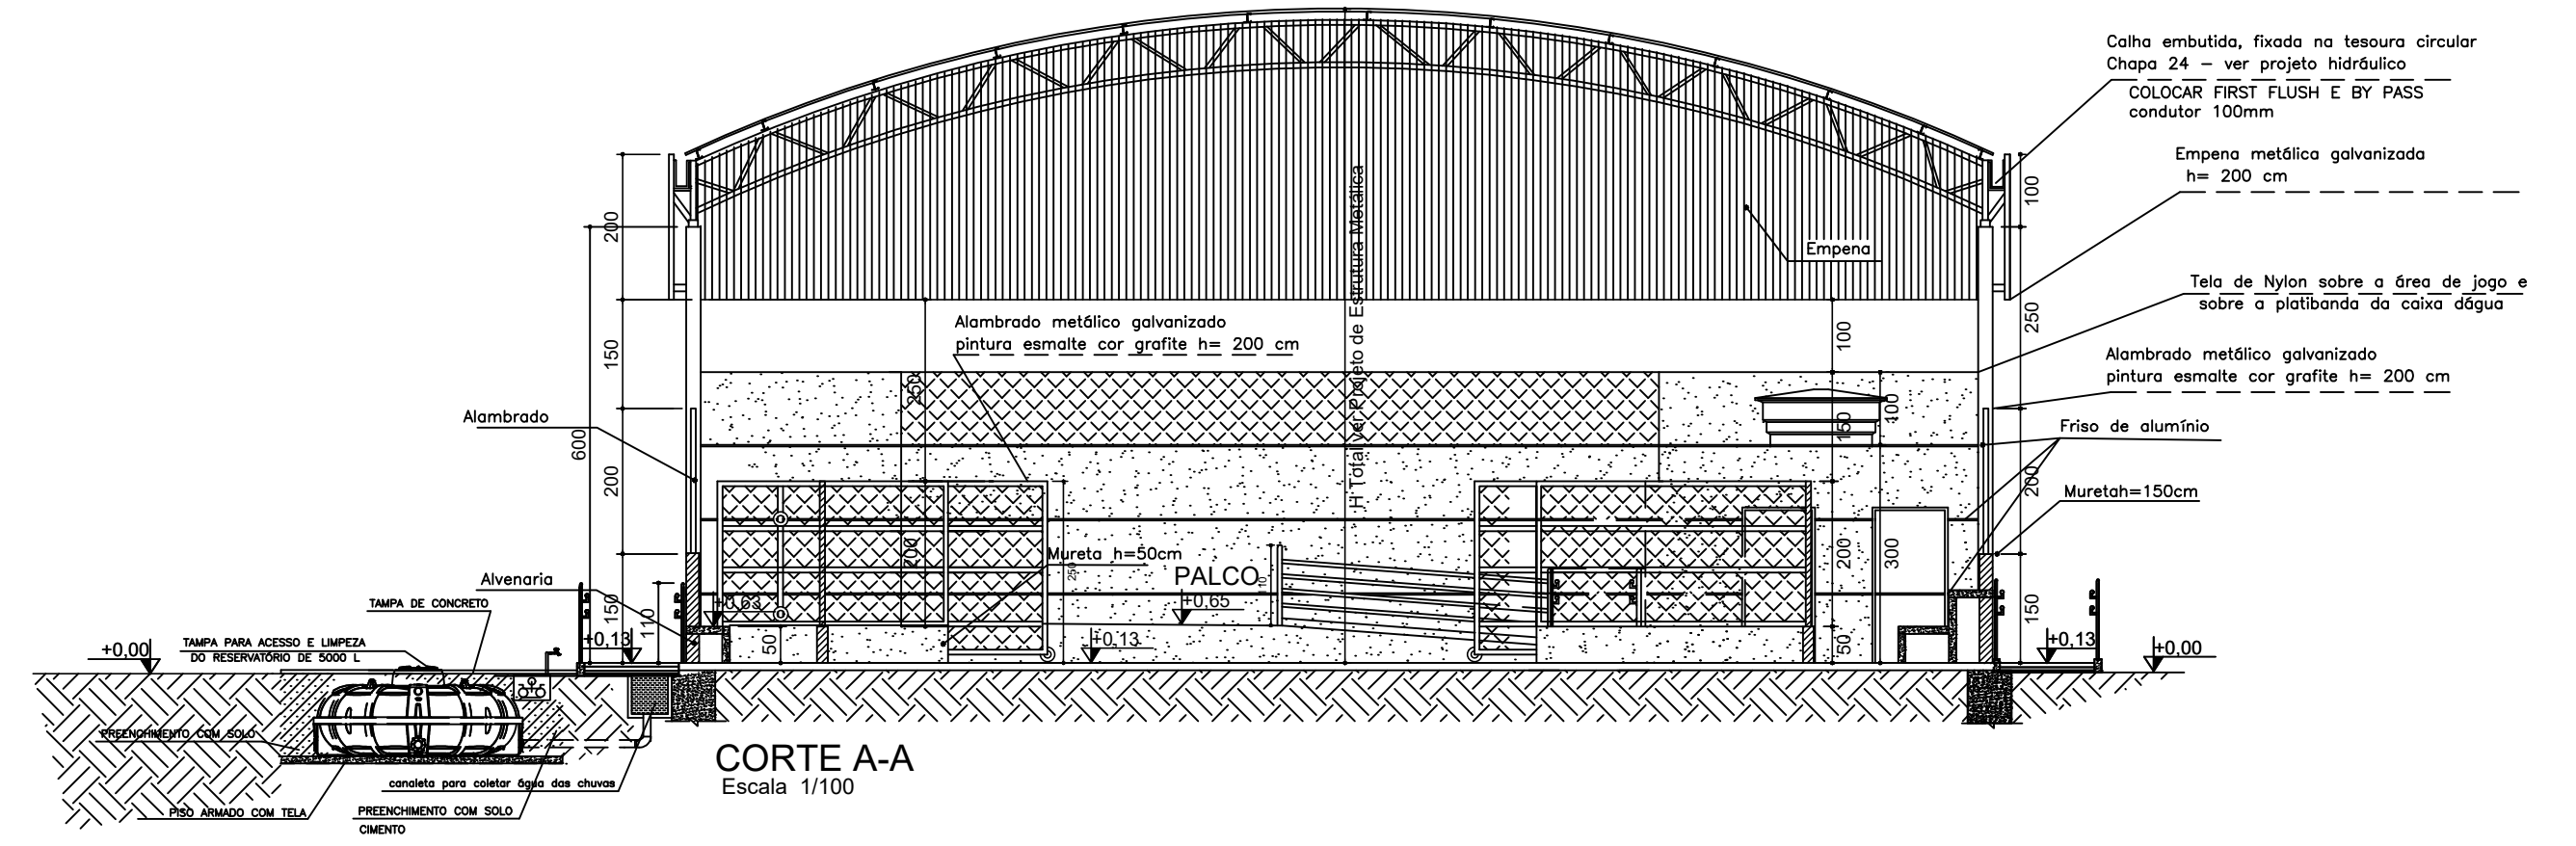 Calha embutida, fixada na tesoura circular
Chapa 24 – ver projeto hidráulico
COLOCAR FIRST FLUSH E BY PASS
condutor 100mm
Empena metálica galvanizada
h= 200 cm
100
200
Empena
H Total ver Projeto de Estrutura Metálica
Tela de Nylon sobre a área de jogo e
sobre a platibanda da caixa dágua
250
100
150
Alambrado metálico galvanizado
pintura esmalte cor grafite h= 200 cm
Alambrado metálico galvanizado
pintura esmalte cor grafite h= 200 cm
250
100
150
Alambrado
600
200
Friso de alumínio
200
Muretah=150cm
200
Mureta h=50cm
250
PALCO
110
200
300
Alvenaria
+0,63
+0,65
150
110
150
TAMPA DE CONCRETO
TAMPA PARA ACESSO E LIMPEZA
DO RESERVATÓRIO DE 5000 L
+0,00
+0,13
50
+0,13
50
+0,13
+0,00
PREENCHIMENTO COM SOLO
CORTE A-A
Escala 1/100
canaleta para coletar água das chuvas
PISO ARMADO COM TELA
PREENCHIMENTO COM SOLO
CIMENTO